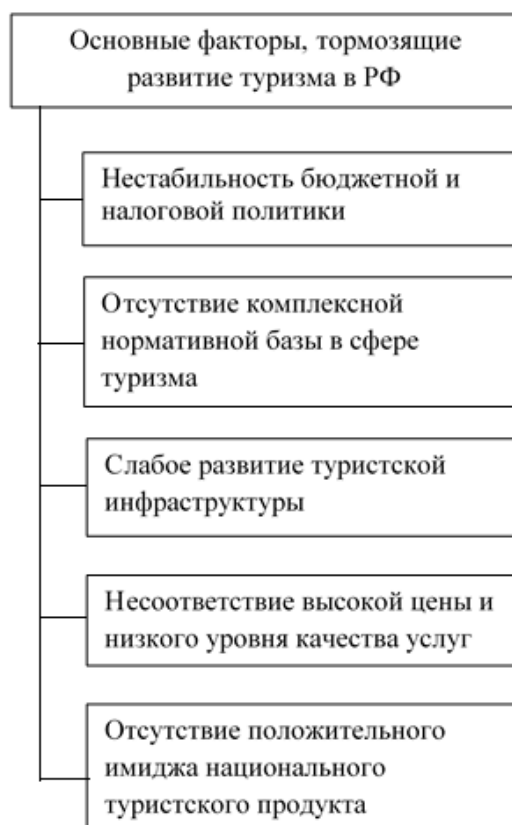 Основные факторы, тормозящие
развитие туризма в РФ
Нестабильность бюджетной и
налоговой политики
Отсутствие комплексной
нормативной базы в сфере
туризма
Слабое развитие туристской
инфраструктуры
Несоответствие высокой цены и
низкого уровня качества услуг
Отсутствие положительного
имиджа национального
туристского продукта